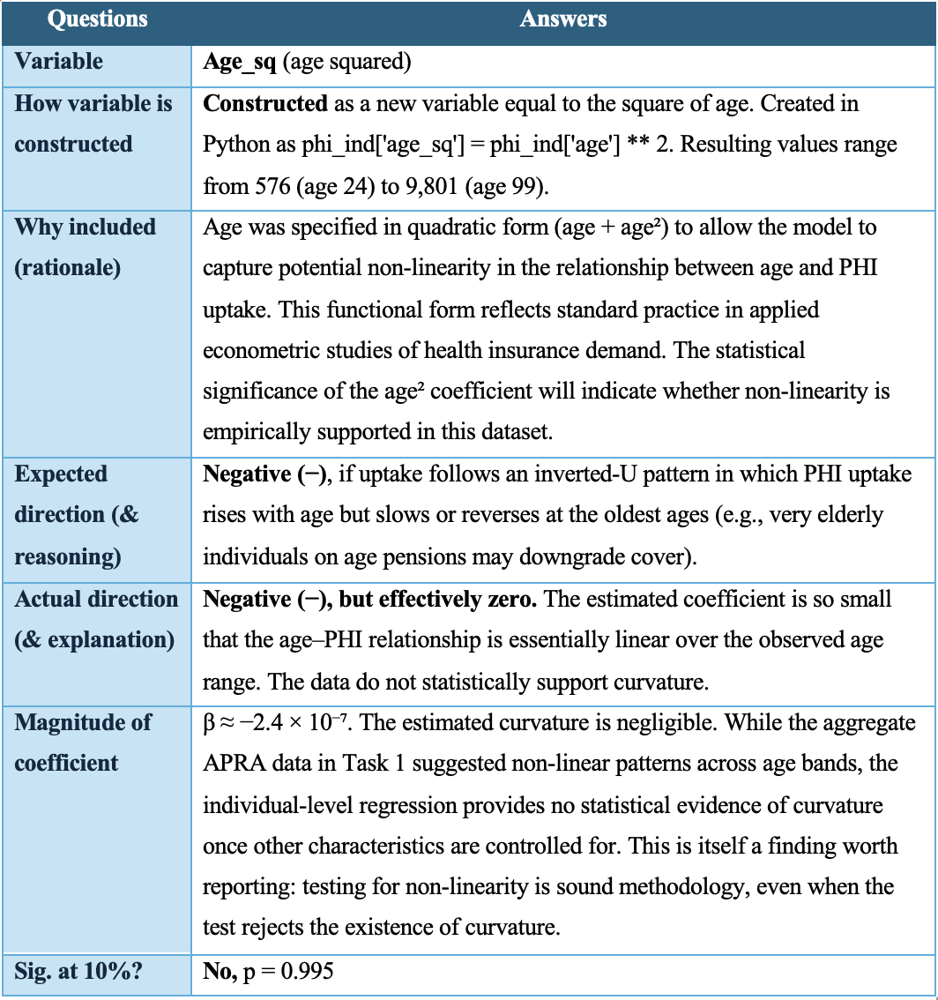 Questions Answers
Variable Age_sq (age squared)
How variable is constructed
Constructed as a new variable equal to the square of age. Created in
Python as phi_ind['age_sq'] = phi_ind['age'] ** 2. Resulting values range
from 576 (age 24) to 9,801 (age 99).
Why included
(rationale)
Age was specified in quadratic form (age + age²) to allow the model to
capture potential non-linearity in the relationship between age and PHI
uptake. This functional form reflects standard practice in applied
econometric studies of health insurance demand. The statistical
significance of the age² coefficient will indicate whether non-linearity is
empirically supported in this dataset.
Expected
direction (&
reasoning)
Negative (−), if uptake follows an inverted-U pattern in which PHI uptake
rises with age but slows or reverses at the oldest ages (e.g., very elderly
individuals on age pensions may downgrade cover).
Actual direction
(& explanation)
Negative (−), but effectively zero. The estimated coefficient is so small
that the age–PHI relationship is essentially linear over the observed age
range. The data do not statistically support curvature.
Magnitude of
coefficient
β ≈ −2.4 × 10⁻⁷. The estimated curvature is negligible. While the aggregate
APRA data in Task 1 suggested non-linear patterns across age bands, the
individual-level regression provides no statistical evidence of curvature
once other characteristics are controlled for. This is itself a finding worth
reporting: testing for non-linearity is sound methodology, even when the
test rejects the existence of curvature.
Sig. at 10%? No, p = 0.995